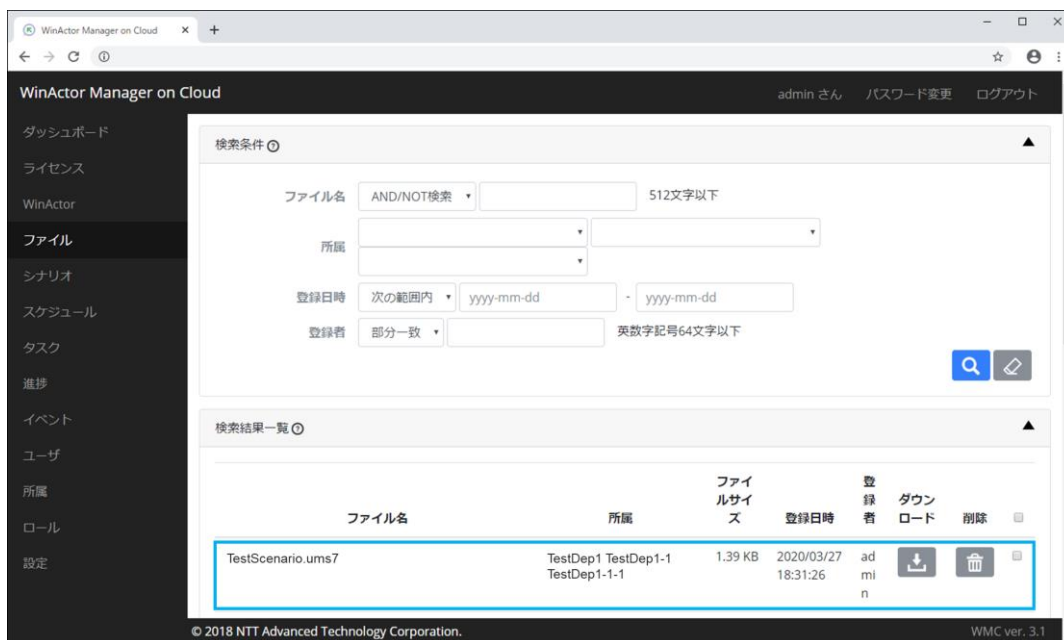 WinActor Manager on Cloud
WinActor Manager on Cloud admin さん パスワード変更 ログアウト
ダッシュボード
ライセンス
WinActor
ファイル
シナリオ
スケジュール
タスク
進捗
イベント
ユーザ
所属
ロール
設定
検索条件
ファイル名 AND/NOT検索 512文字以下
所属
登録日時 次の範囲内 yyyy-mm-dd - yyyy-mm-dd
登録者 部分一致 英数字記号64文字以下
検索結果一覧
ファイル名
所属
ファイ
ルサイ
ズ
登録日時
登
録
者
ダウン
ロード
削除
TestScenario.ums7
TestDep1 TestDep1-1
TestDep1-1-1
1.39 KB
2020/03/27
18:31:26
ad
mi
n
© 2018 NTT Advanced Technology Corporation. WMC ver. 3.1